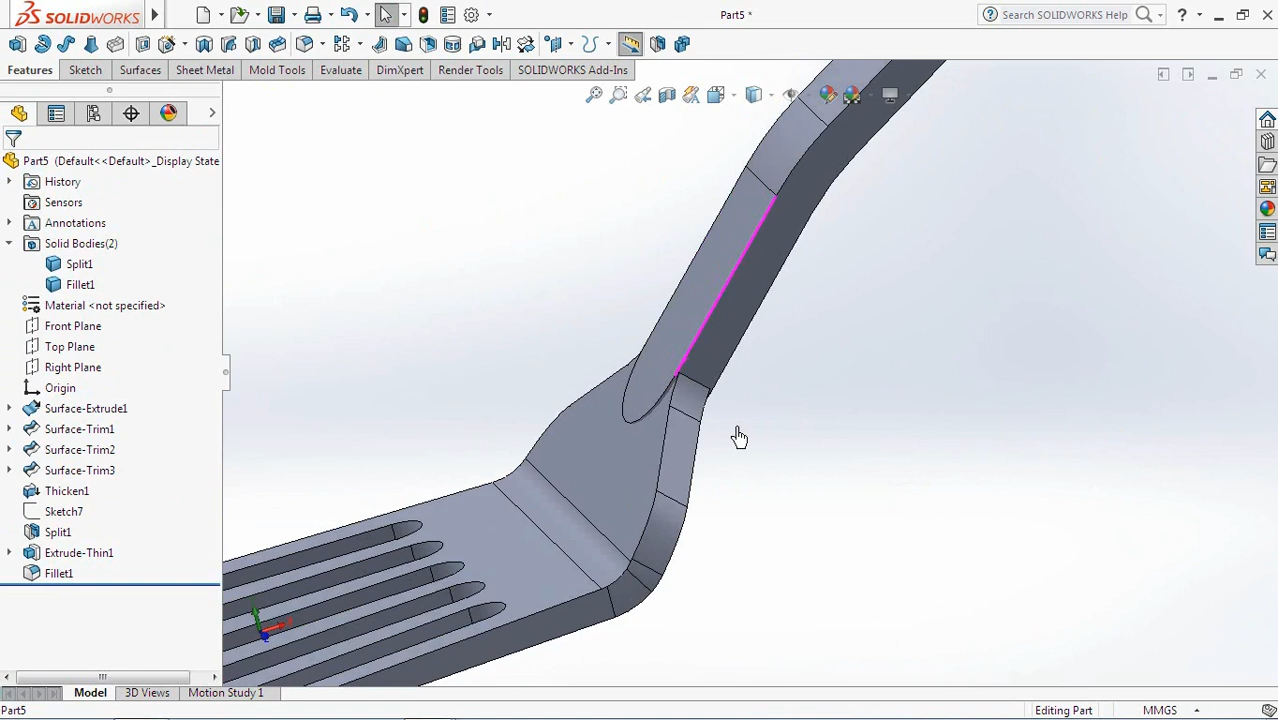 SOLIDWORKS
Part5 *
Search SOLIDWORKS Help
Features
Sketch
Surfaces
Sheet Metal
Mold Tools
Evaluate
DimXpert
Render Tools
SOLIDWORKS Add-Ins
Part5 (Default<<Default>_Display State
History
Sensors
Annotations
Solid Bodies(2)
Split1
Fillet1
Material <not specified>
Front Plane
Top Plane
Right Plane
Origin
Surface-Extrude1
Surface-Trim1
Surface-Trim2
Surface-Trim3
Thicken1
Sketch7
Split1
Extrude-Thin1
Fillet1
Model
3D Views
Motion Study 1
Part5
Editing Part
MMGS